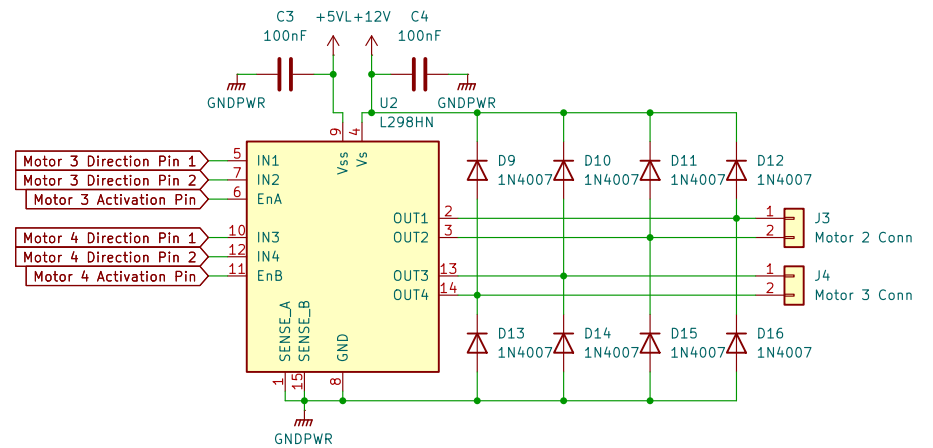 C3 +5VL +12V C4
100nF 100nF
GNDPWR GNDPWR
U2
L298HN
9 4
Vss Vs
Motor 3 Direction Pin 1 5 IN1
Motor 3 Direction Pin 2 7 IN2
Motor 3 Activation Pin 6 EnA
Motor 4 Direction Pin 1 10 IN3
Motor 4 Direction Pin 2 12 IN4
Motor 4 Activation Pin 11 EnB
OUT1 2
OUT2 3
OUT3 13
OUT4 14
SENSE_A SENSE_B GND
1 15 8
GNDPWR
D9 D10 D11 D12
1N4007 1N4007 1N4007 1N4007
1 J3
2 Motor 2 Conn
1 J4
2 Motor 3 Conn
D13 D14 D15 D16
1N4007 1N4007 1N4007 1N4007